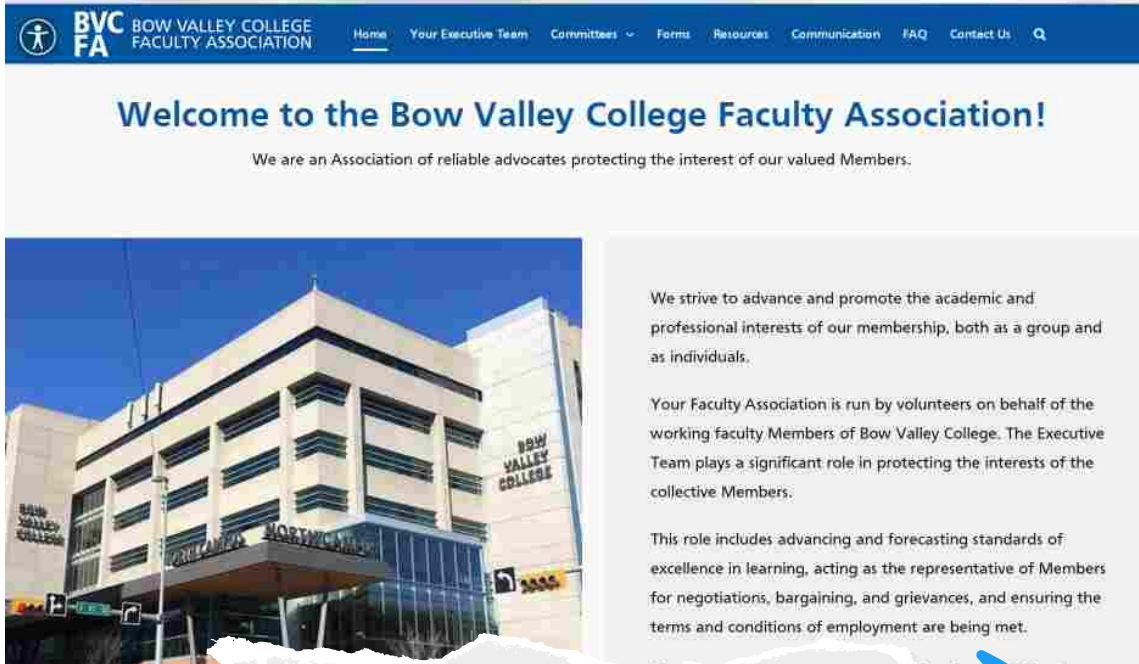 BVC FA
BOW VALLEY COLLEGE
FACULTY ASSOCIATION
Home Your Executive Team Committees Forms Resources Communication FAQ Contact Us
Welcome to the Bow Valley College Faculty Association!
We are an Association of reliable advocates protecting the interest of our valued Members.
BOW
VALLEY
COLLEGE
BOW
VALLEY
COLLEGE
NORTH CAMPUS
NORTH CAMPUS
We strive to advance and promote the academic and
professional interests of our membership, both as a group and
as individuals.
Your Faculty Association is run by volunteers on behalf of the
working faculty Members of Bow Valley College. The Executive
Team plays a significant role in protecting the interests of the
collective Members.
This role includes advancing and forecasting standards of
excellence in learning, acting as the representative of Members
for negotiations, bargaining, and grievances, and ensuring the
terms and conditions of employment are being met.